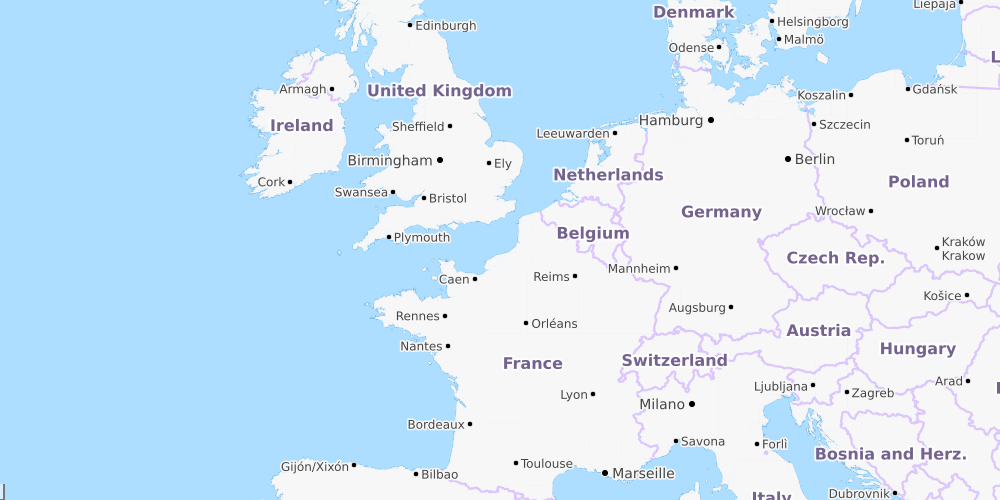 Liepāja
Denmark
Helsingborg
Edinburgh
Malmö
Odense
Armagh
United Kingdom
Koszalin
Gdańsk
Hamburg
Ireland
Sheffield
Leeuwarden
Szczecin
Toruń
Birmingham
Ely
Berlin
Netherlands
Cork
Swansea
Bristol
Poland
Germany
Wrocław
Plymouth
Belgium
Kraków
Krakow
Czech Rep.
Caen
Reims
Mannheim
Košice
Augsburg
Rennes
Orléans
Austria
Nantes
France
Switzerland
Hungary
Ljubljana
Arad
Lyon
Zagreb
Milano
Bordeaux
Savona
Forlì
Bosnia and Herz.
Gijón/Xixón
Bilbao
Toulouse
Marseille
Italy
Dubrovnik